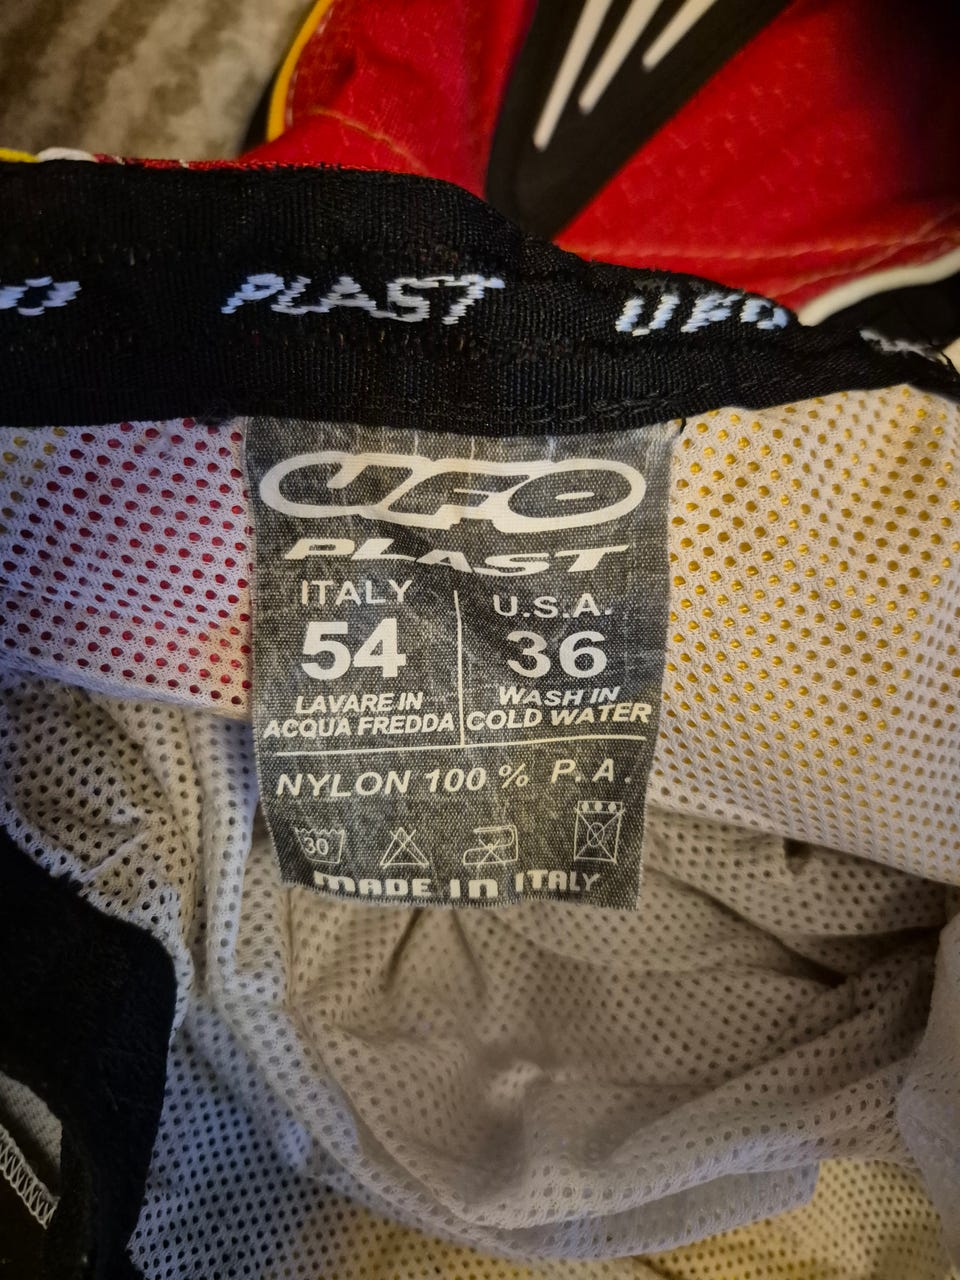 PLAST UFO
UFO
PLAST
ITALY U.S.A.
54 36
LAVARE IN WASH IN
ACQUA FREDDA COLD WATER
NYLON 100 % P.A.
30
MADE IN ITALY